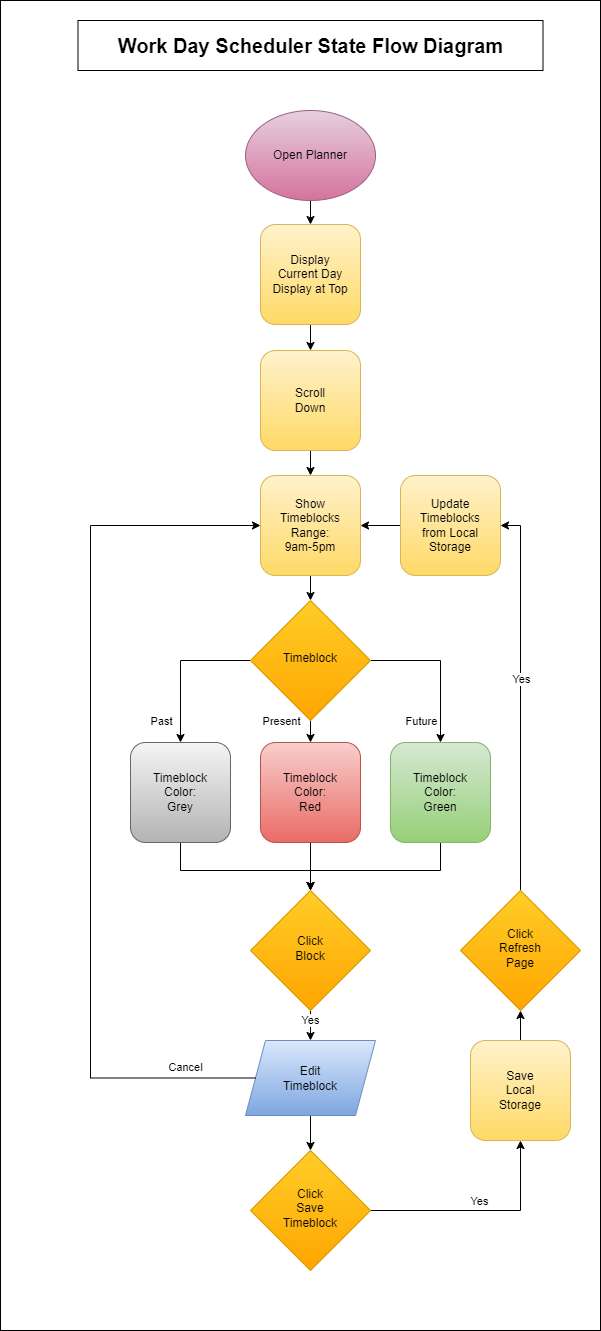 Work Day Scheduler State Flow Diagram
Open Planner
Display
Current Day
Display at Top
Scroll
Down
Show
Timeblocks
Range:
9am-5pm
Update
Timeblocks
from Local
Storage
Timeblock
Yes
Past
Present
Future
Timeblock
Color:
Grey
Timeblock
Color:
Red
Timeblock
Color:
Green
Click
Block
Click
Refresh
Page
Yes
Cancel
Edit
Timeblock
Save
Local
Storage
Click
Save
Timeblock
Yes